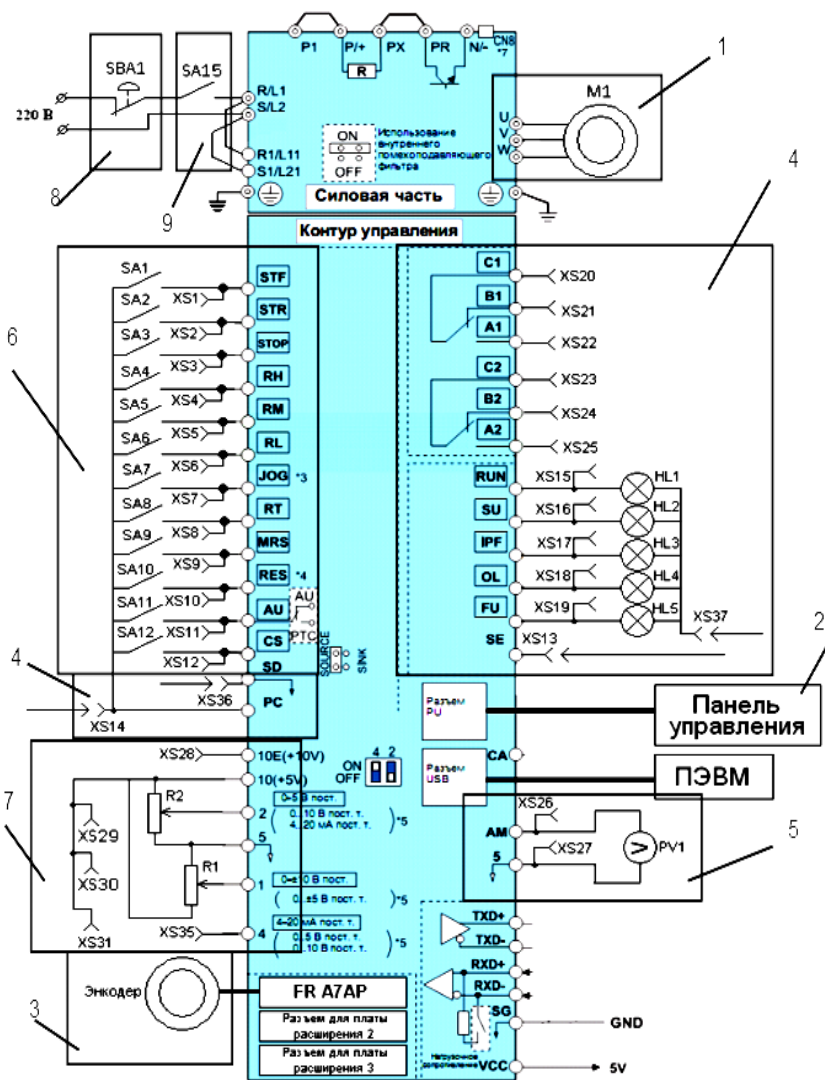 P1 P/+ PX PR N/- CN8 *7
R
SBA1 SA15
R/L1
S/L2
220 В
R1/L11
S1/L21
ON
OFF
Использование
внутреннего
помехоподавляющего
фильтра
M1
U
V
W
1
8
9
Силовая часть
Контур управления
4
6
SA1 STF
XS1
SA2 STR
XS2
SA3 STOP
XS3
SA4 RH
XS4
SA5 RM
XS5
SA6 RL
XS6
SA7 JOG *3
XS7
SA8 RT
XS8
SA9 MRS
XS9
SA10 RES *4
XS10
SA11 AU
XS11
SA12 CS
XS12
SD
AU
PTC
SOURCE
SINK
C1 XS20
B1 XS21
A1 XS22
C2 XS23
B2 XS24
A2 XS25
RUN XS15 HL1
SU XS16 HL2
IPF XS17 HL3
OL XS18 HL4
FU XS19 HL5
XS37
SE XS13
4
XS36
PC
XS14
Разъем
PU
Панель
управления
2
XS28 10E(+10V)
10(+5V)
ON
OFF
4 2
CA
Разъем
USB
ПЭВМ
7
R2
2
0-5 В пост.
0...10 В пост. т.
4...20 мА пост. т.
*5
XS29
5
XS30
R1
1
0-±10 В пост.
0...±5 В пост. т.
*5
XS31
XS35 4
4-20 мА пост. т.
0...5 В пост. т.
0...10 В пост. т.
*5
XS26
AM
XS27
5
V PV1
5
TXD+
TXD-
RXD+
RXD-
SG GND
Нагрузочное
сопротивление
VCC 5V
3
Энкодер
FR A7AP
Разъем для платы
расширения 2
Разъем для платы
расширения 3